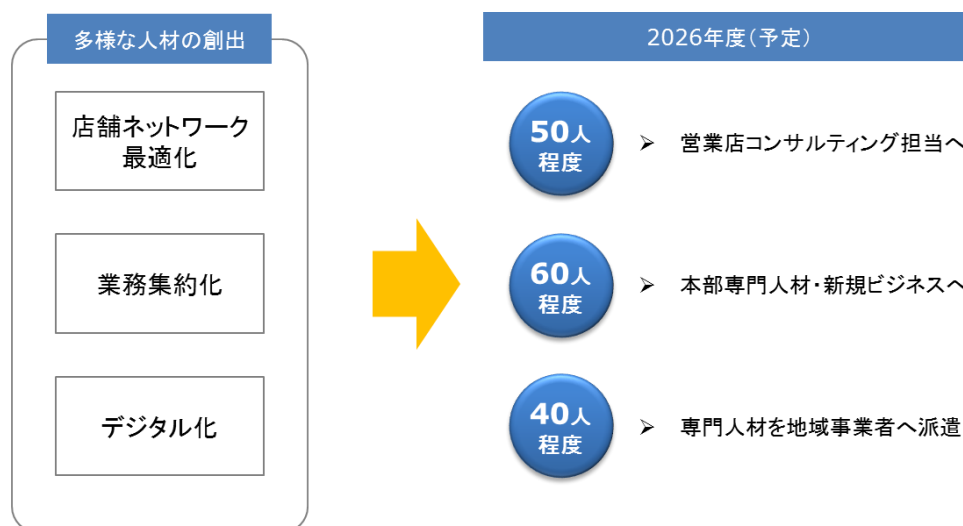 多様な人材の創出
店舗ネットワーク
最適化
業務集約化
デジタル化
2026年度(予定)
50人
程度
➢ 営業店コンサルティング担当へ
60人
程度
➢ 本部専門人材・新規ビジネスへ
40人
程度
➢ 専門人材を地域事業者へ派遣